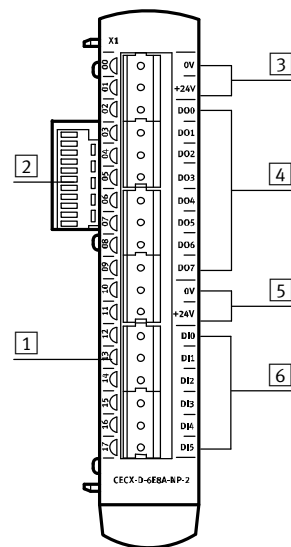 X1
00 0V
01 +24V
02 DO0
03 DO1
04 DO2
05 DO3
06 DO4
07 DO5
08 DO6
09 DO7
10 0V
11 +24V
12 DI0
13 DI1
14 DI2
15 DI3
16 DI4
17 DI5
CECX-D-6E8A-NP-2
1
2
3
4
5
6